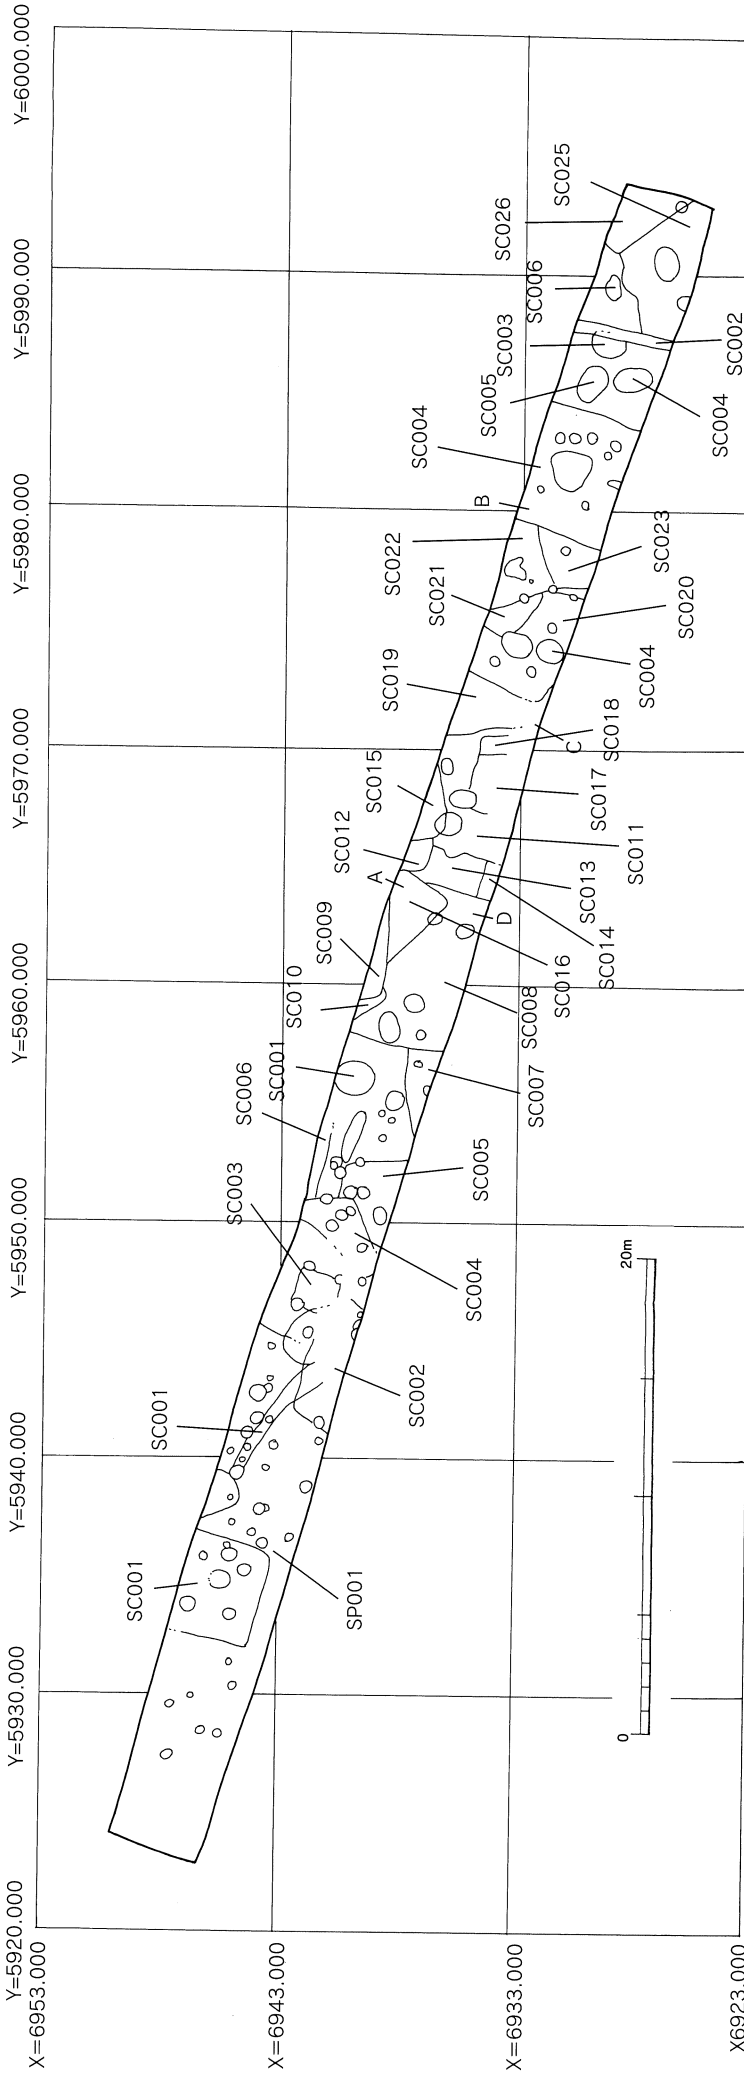 Y=6000.000
Y=5990.000
Y=5980.000
Y=5970.000
Y=5960.000
Y=5950.000
Y=5940.000
Y=5930.000
Y=5920.000
X=6953.000
X=6943.000
X=6933.000
X6923.000
SC025
SC026
SC006
SC003
SC002
SC005
SC004
SC004
B
SC022
SC023
SC021
SC020
SC004
SC019
C
SC018
SC015
SC017
SC012
SC011
A
SC013
SC009
D
SC014
SC010
SC016
SC008
SC001
SC006
SC007
SC003
SC005
SC004
SC002
SC001
SC001
SP001
20m
0